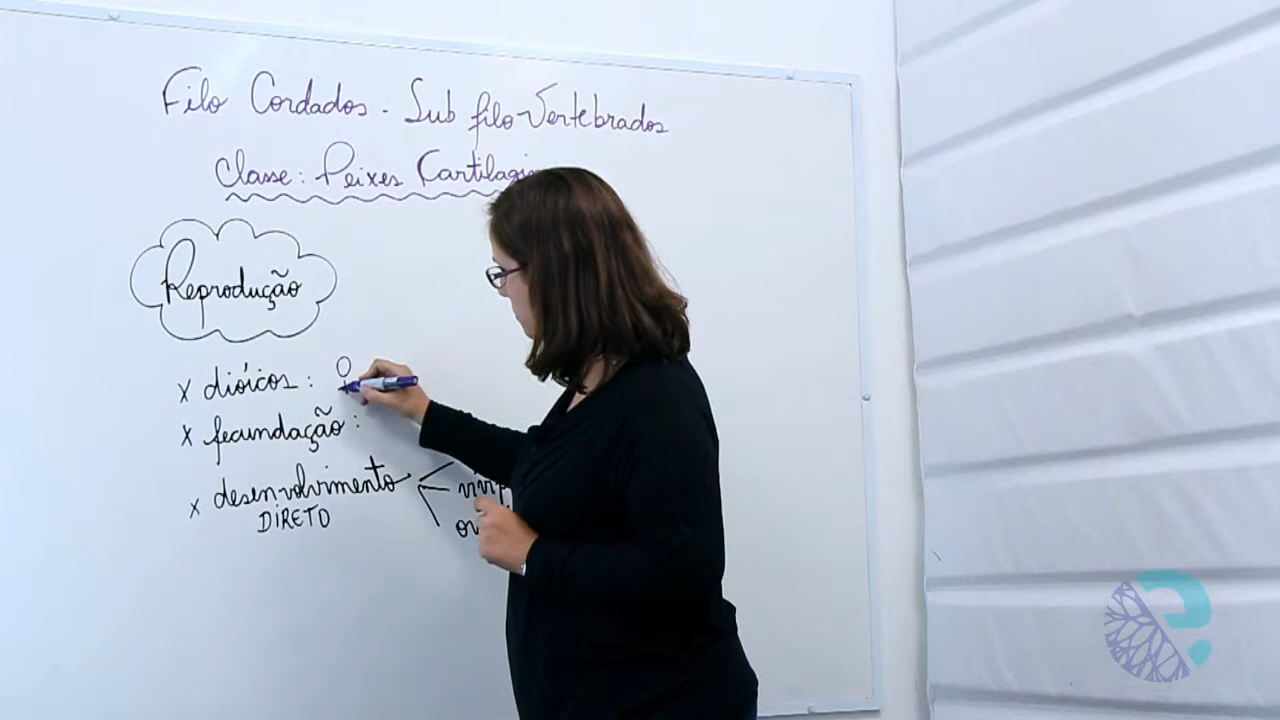 Filo Cordados - Sub filo Vertebrados
Classe: Peixes
Reprodução
x dióicos: ♀
x fecundação:
x desenvolvimento
DIRETO